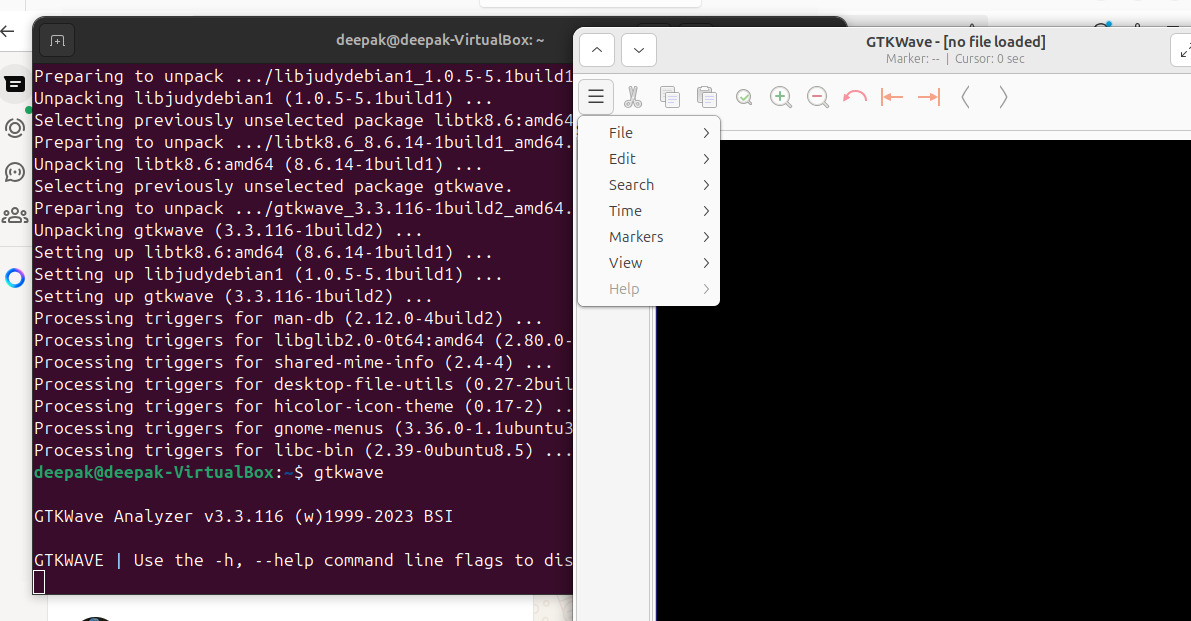 deepak@deepak-VirtualBox: ~
Preparing to unpack .../libjudydebian1_1.0.5-5.1build1
Unpacking libjudydebian1 (1.0.5-5.1build1) ...
Selecting previously unselected package libtk8.6:amd64
Preparing to unpack .../libtk8.6_8.6.14-1build1_amd64.
Unpacking libtk8.6:amd64 (8.6.14-1build1) ...
Selecting previously unselected package gtkwave.
Preparing to unpack .../gtkwave_3.3.116-1build2_amd64.
Unpacking gtkwave (3.3.116-1build2) ...
Setting up libtk8.6:amd64 (8.6.14-1build1) ...
Setting up libjudydebian1 (1.0.5-5.1build1) ...
Setting up gtkwave (3.3.116-1build2) ...
Processing triggers for man-db (2.12.0-4build2) ...
Processing triggers for libglib2.0-0t64:amd64 (2.80.0-
Processing triggers for shared-mime-info (2.4-4) ...
Processing triggers for desktop-file-utils (0.27-2buil
Processing triggers for hicolor-icon-theme (0.17-2) ..
Processing triggers for gnome-menus (3.36.0-1.1ubuntu3
Processing triggers for libc-bin (2.39-0ubuntu8.5) ...
deepak@deepak-VirtualBox:~$ gtkwave
GTKWave Analyzer v3.3.116 (w)1999-2023 BSI
GTKWAVE | Use the -h, --help command line flags to dis
GTKWave - [no file loaded]
Marker: -- | Cursor: 0 sec
File
Edit
Search
Time
Markers
View
Help